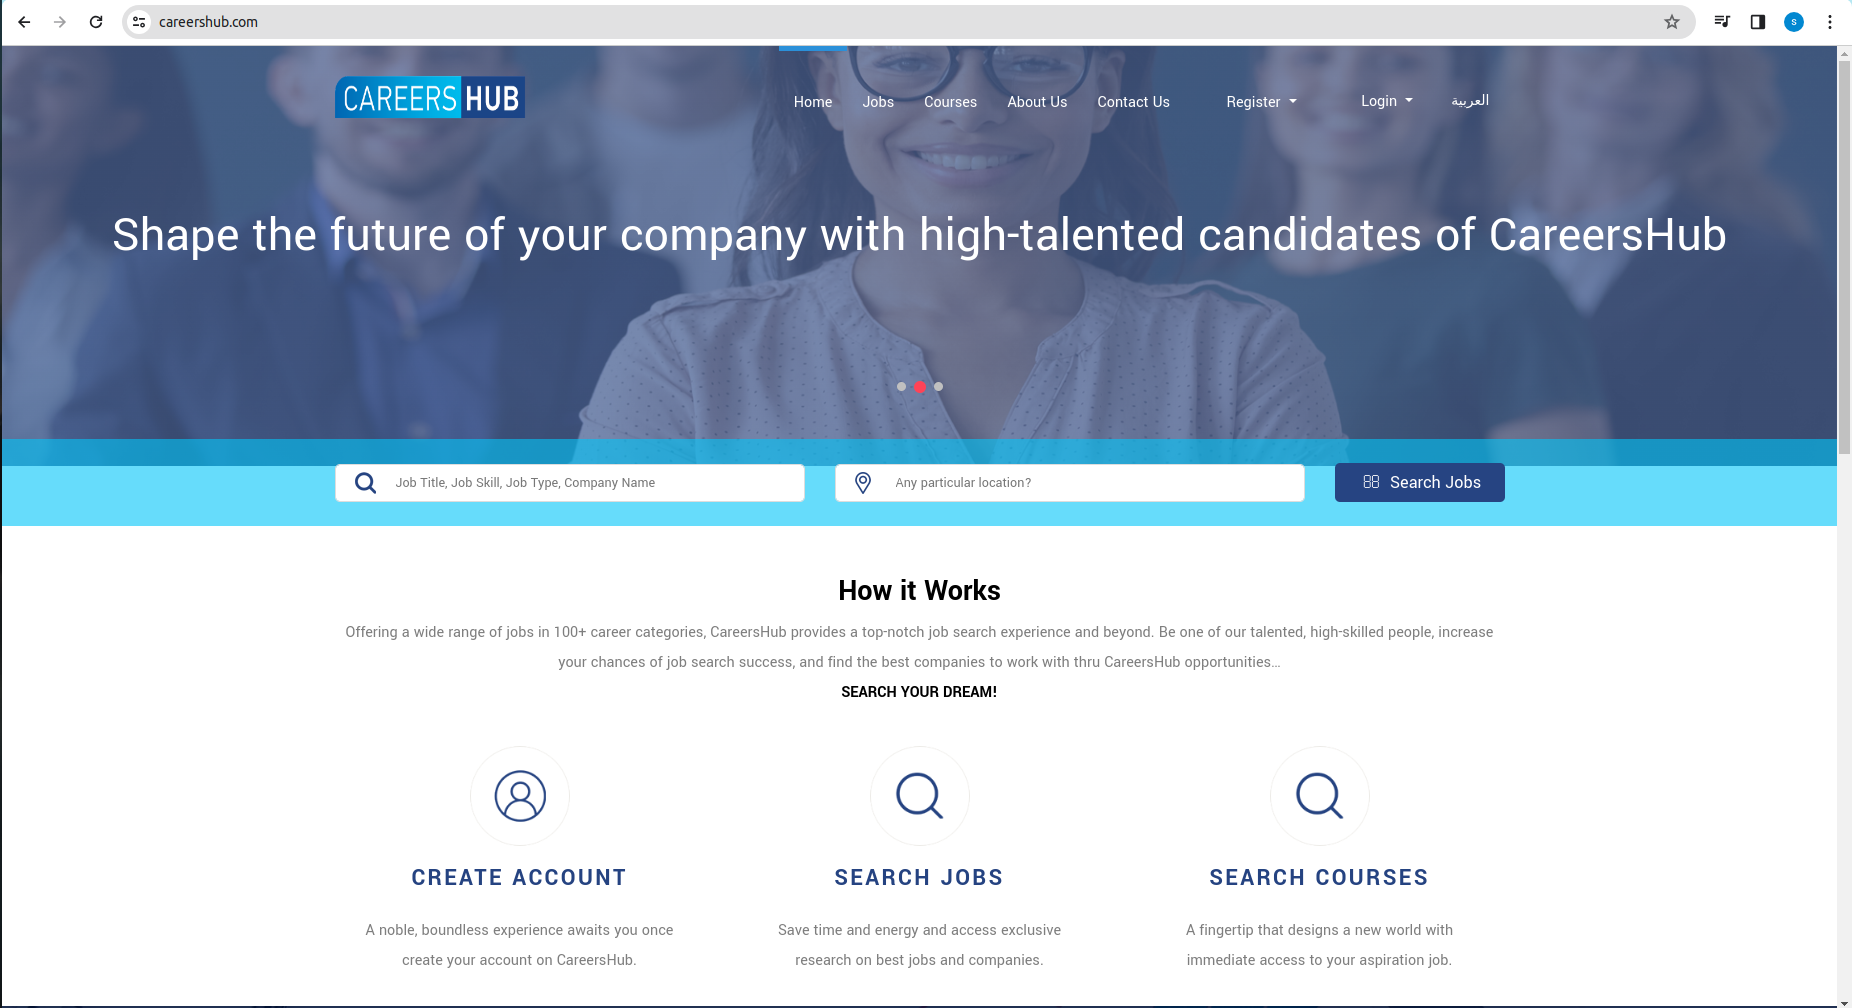 careershub.com
s
CAREERS HUB
Home Jobs Courses About Us Contact Us Register Login العربية
Shape the future of your company with high-talented candidates of CareersHub
Job Title, Job Skill, Job Type, Company Name
Any particular location?
Search Jobs
How it Works
Offering a wide range of jobs in 100+ career categories, CareersHub provides a top-notch job search experience and beyond. Be one of our talented, high-skilled people, increase
your chances of job search success, and find the best companies to work with thru CareersHub opportunities...
SEARCH YOUR DREAM!
CREATE ACCOUNT
A noble, boundless experience awaits you once
create your account on CareersHub.
SEARCH JOBS
Save time and energy and access exclusive
research on best jobs and companies.
SEARCH COURSES
A fingertip that designs a new world with
immediate access to your aspiration job.